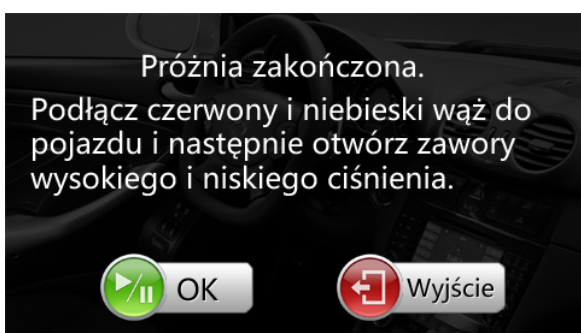 Próżnia zakończona.
Podłącz czerwony i niebieski wąż do
pojazdu i następnie otwórz zawory
wysokiego i niskiego ciśnienia.
OK
Wyjście